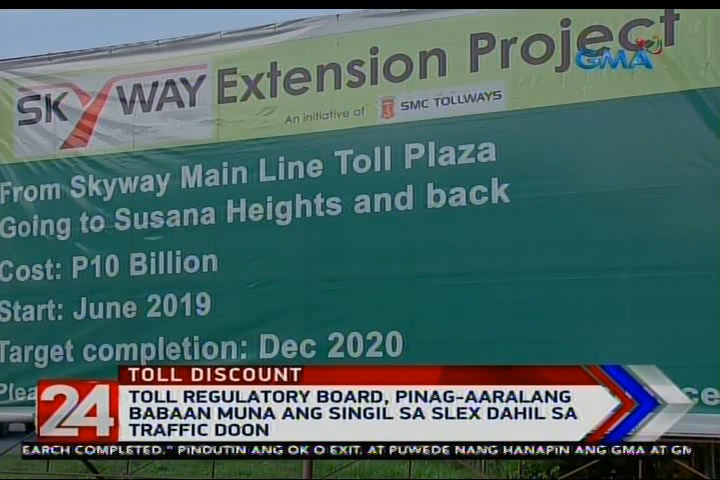 SKYWAY Extension Project
GMA
An initiative of SMC TOLLWAYS
From Skyway Main Line Toll Plaza
Going to Susana Heights and back
Cost: P10 Billion
Start: June 2019
Target completion: Dec 2020
24
TOLL DISCOUNT
TOLL REGULATORY BOARD, PINAG-AARALANG
BABAAN MUNA ANG SINGIL SA SLEX DAHIL SA
TRAFFIC DOON
EARCH COMPLETED." PINDUTIN ANG OK O EXIT, AT PUWEDE NANG HANAPIN ANG GMA AT GM